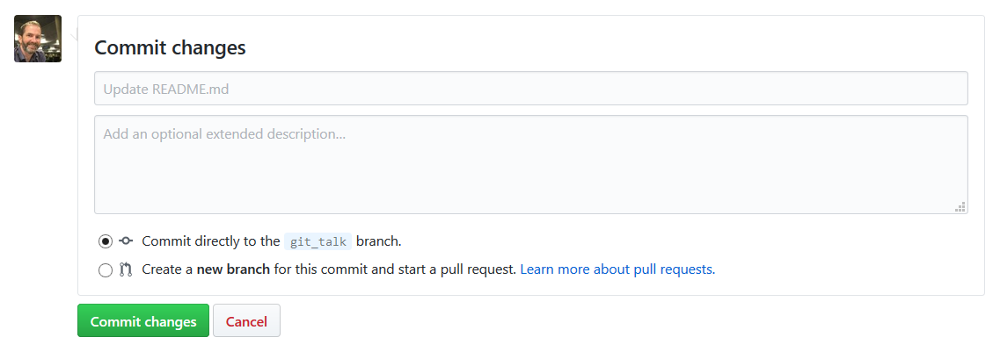 Commit changes
Update README.md
Add an optional extended description...
Commit directly to the git_talk branch.
Create a new branch for this commit and start a pull request. Learn more about pull requests.
Commit changes
Cancel